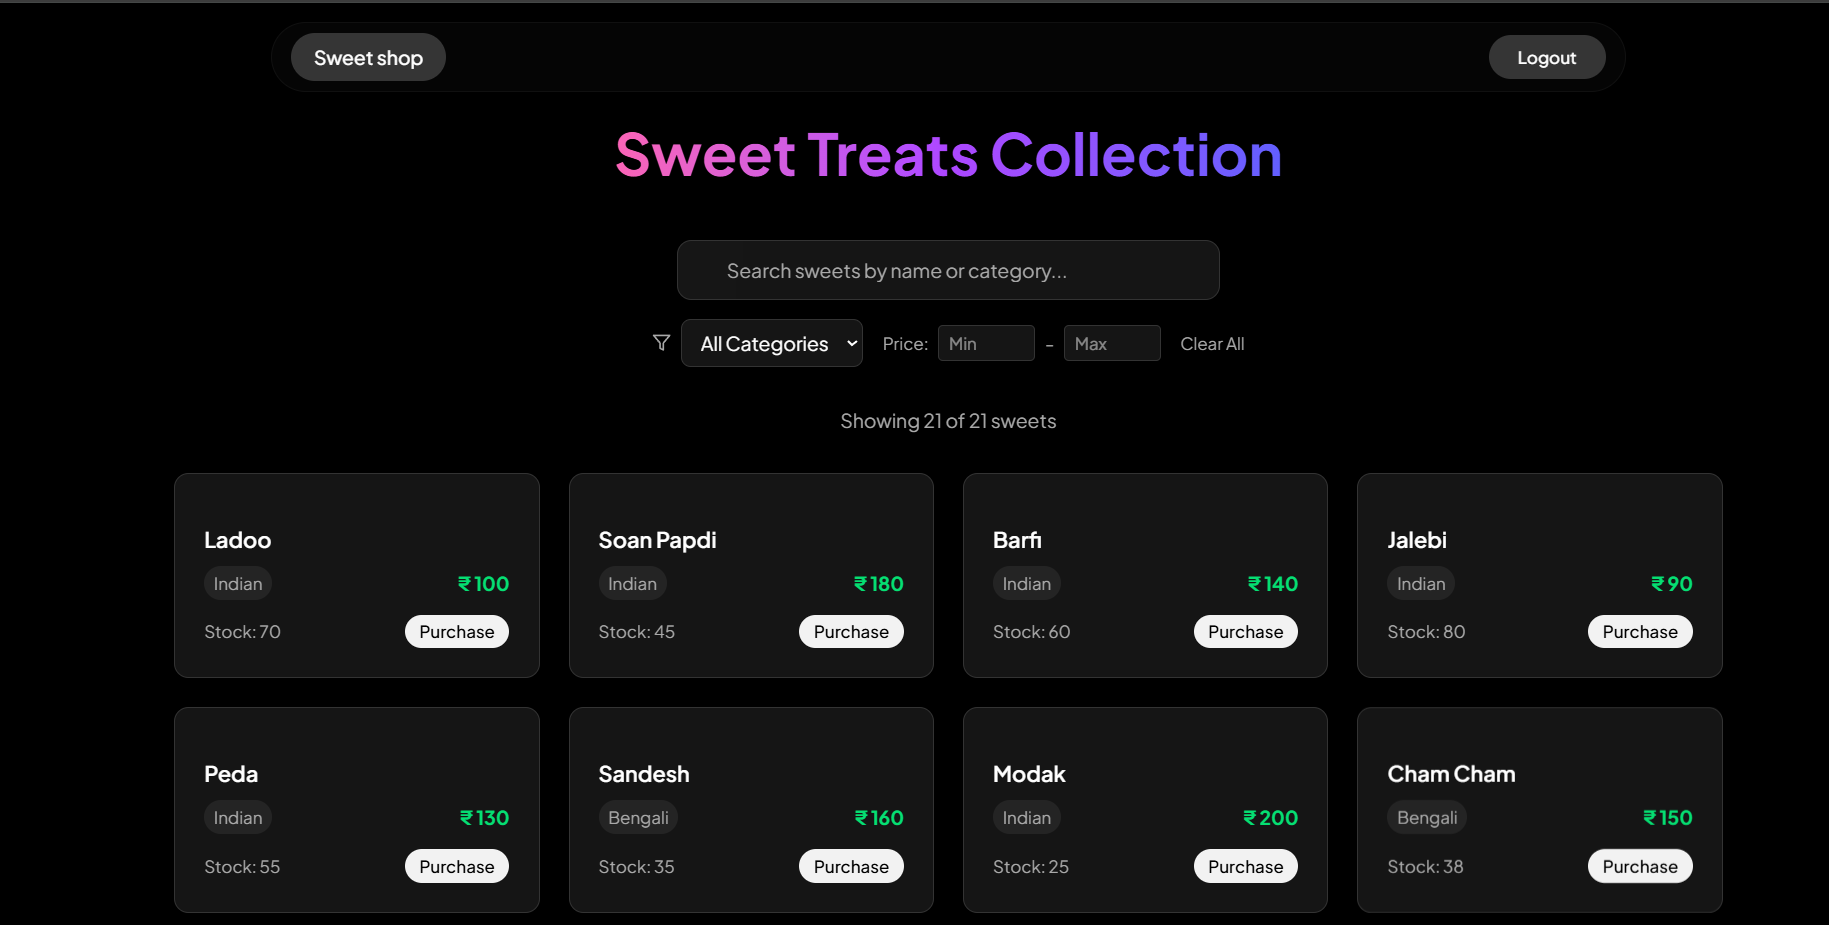 Sweet shop
Logout
Sweet Treats Collection
Search sweets by name or category...
All Categories
Price:
Min
-
Max
Clear All
Showing 21 of 21 sweets
Ladoo
Indian
₹100
Stock: 70
Purchase
Soan Papdi
Indian
₹180
Stock: 45
Purchase
Barfi
Indian
₹140
Stock: 60
Purchase
Jalebi
Indian
₹90
Stock: 80
Purchase
Peda
Indian
₹130
Stock: 55
Purchase
Sandesh
Bengali
₹160
Stock: 35
Purchase
Modak
Indian
₹200
Stock: 25
Purchase
Cham Cham
Bengali
₹150
Stock: 38
Purchase